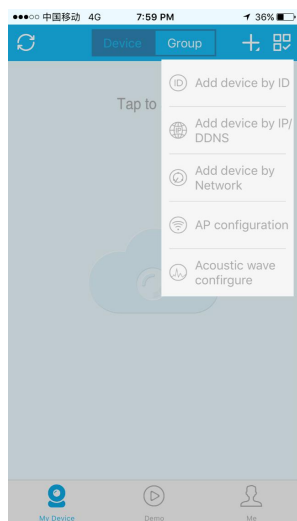 中国移动 4G 7:59 PM 36%
Device Group
Tap to
ID Add device by ID
Add device by IP/
DDNS
Add device by
Network
AP configuration
Acoustic wave
confirgure
My Device Demo Me